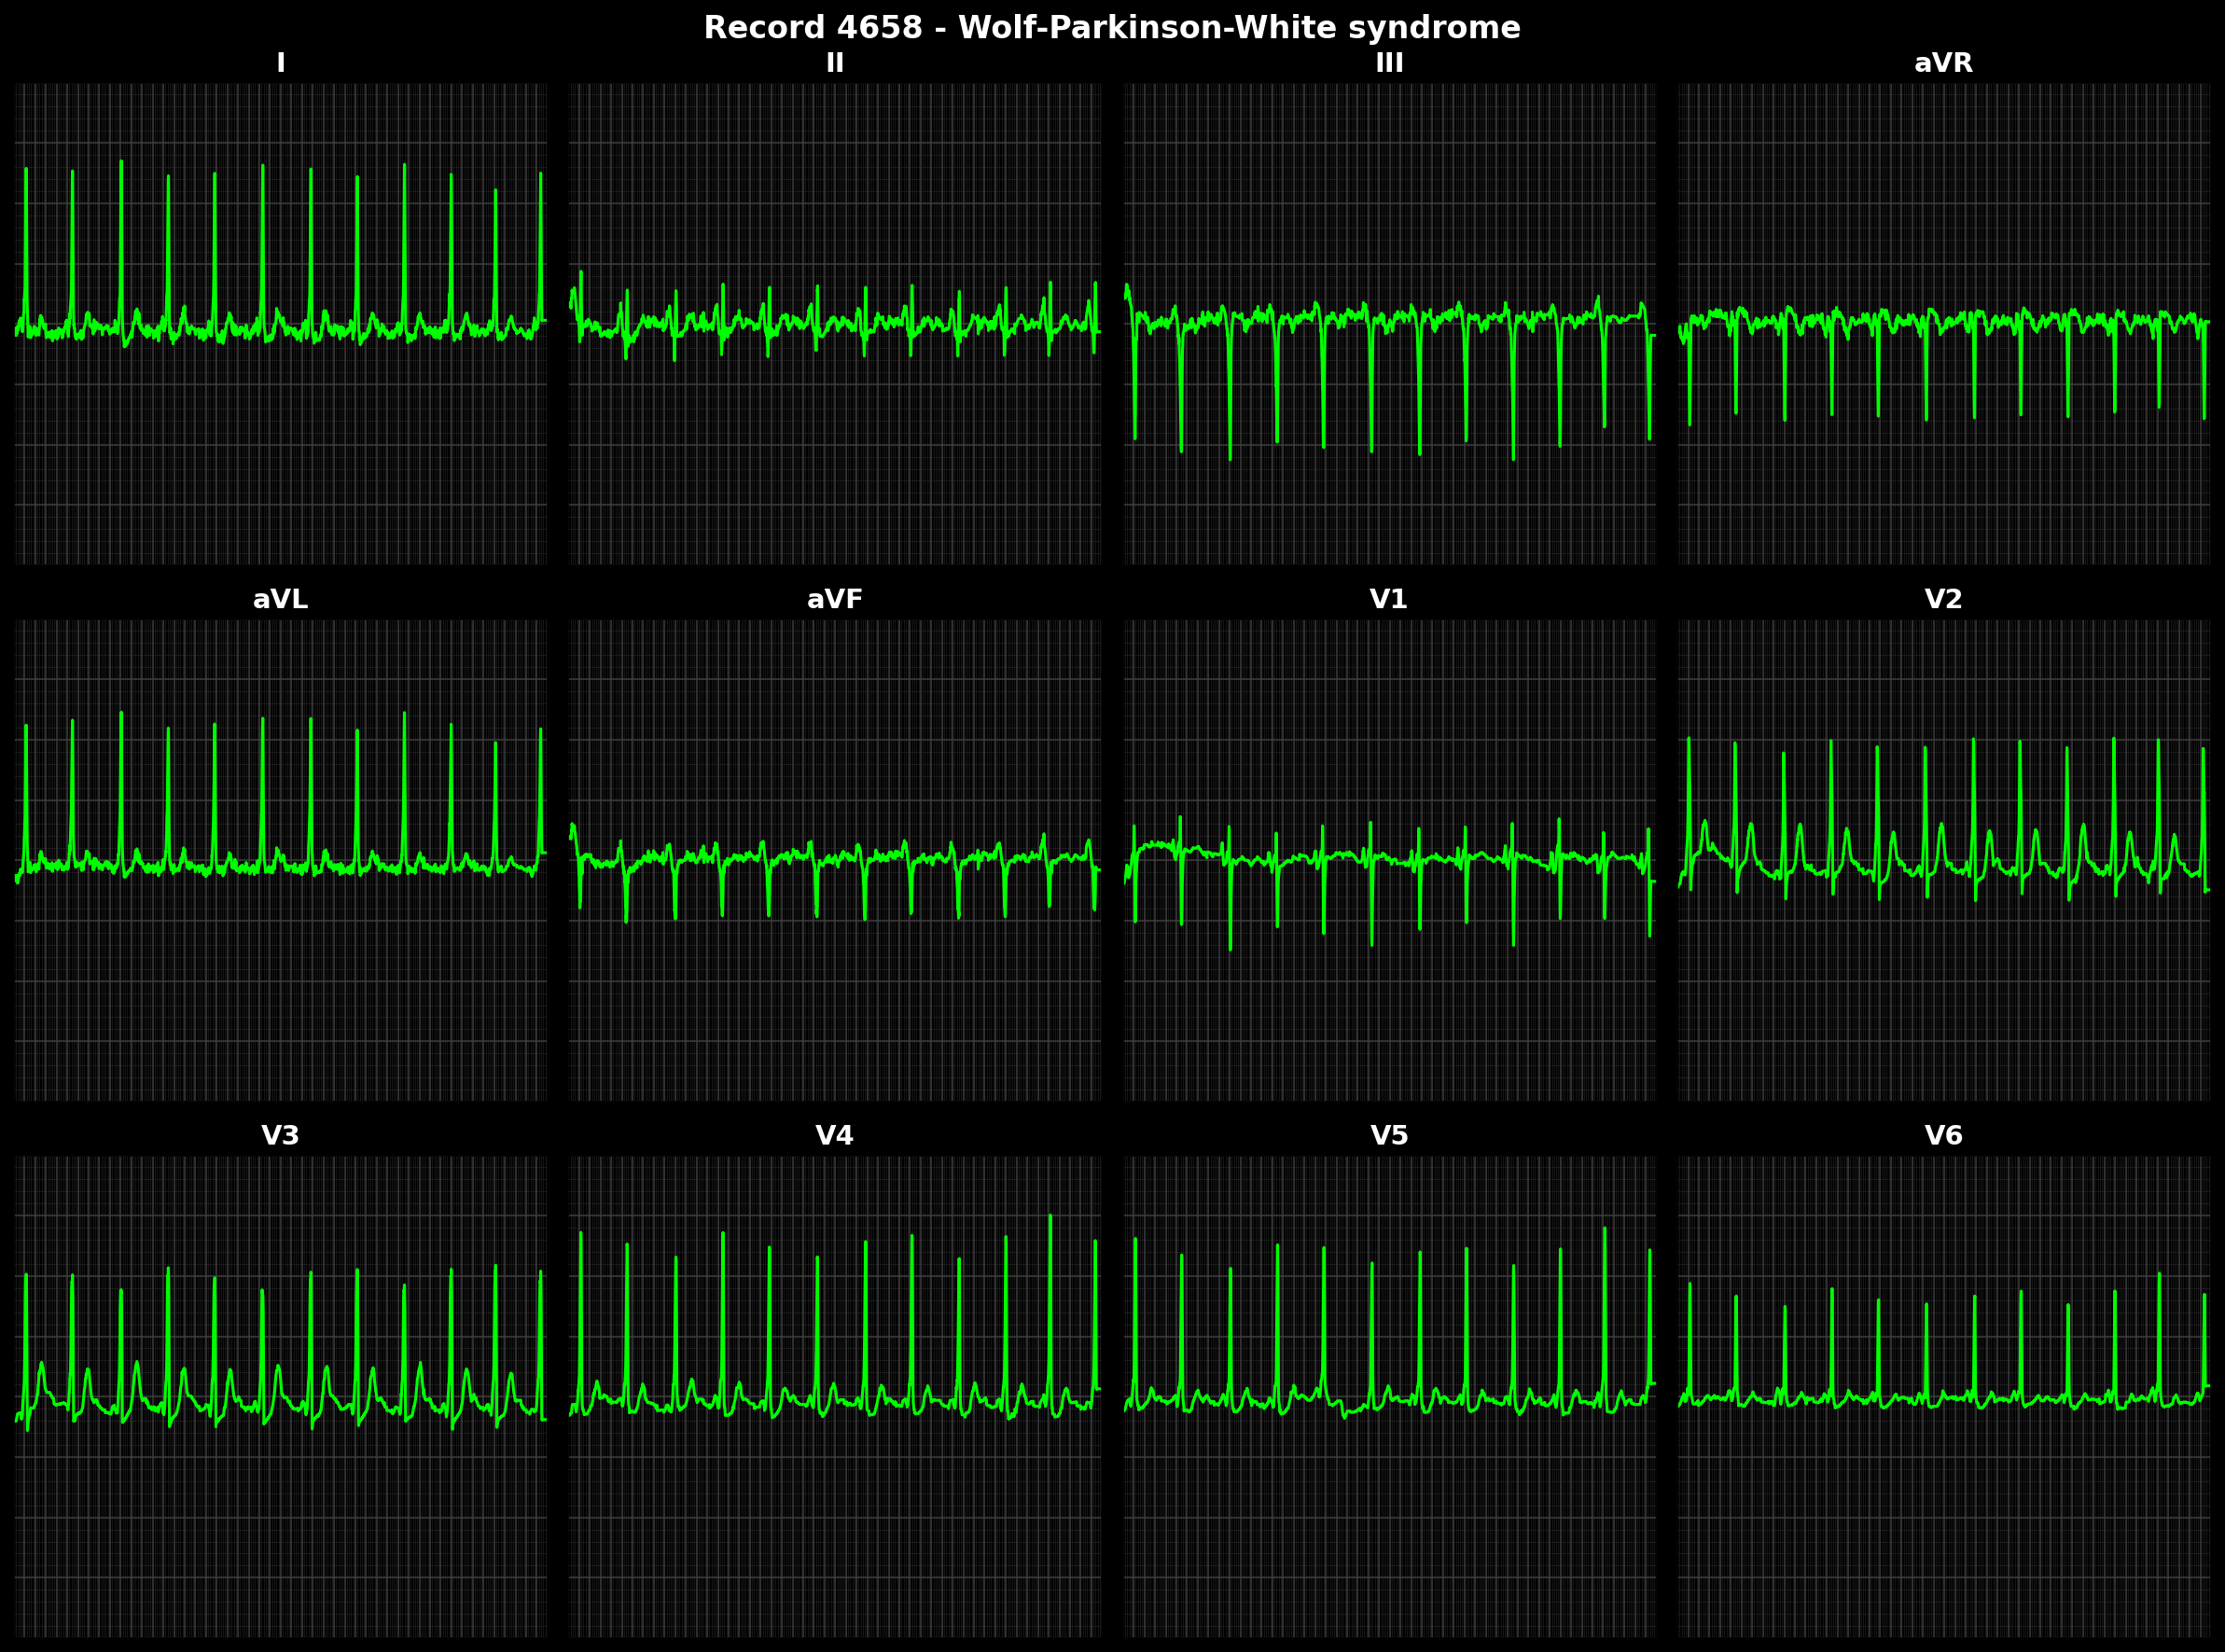 Record 4658 - Wolf-Parkinson-White syndrome
I
II
III
aVR
aVL
aVF
V1
V2
V3
V4
V5
V6